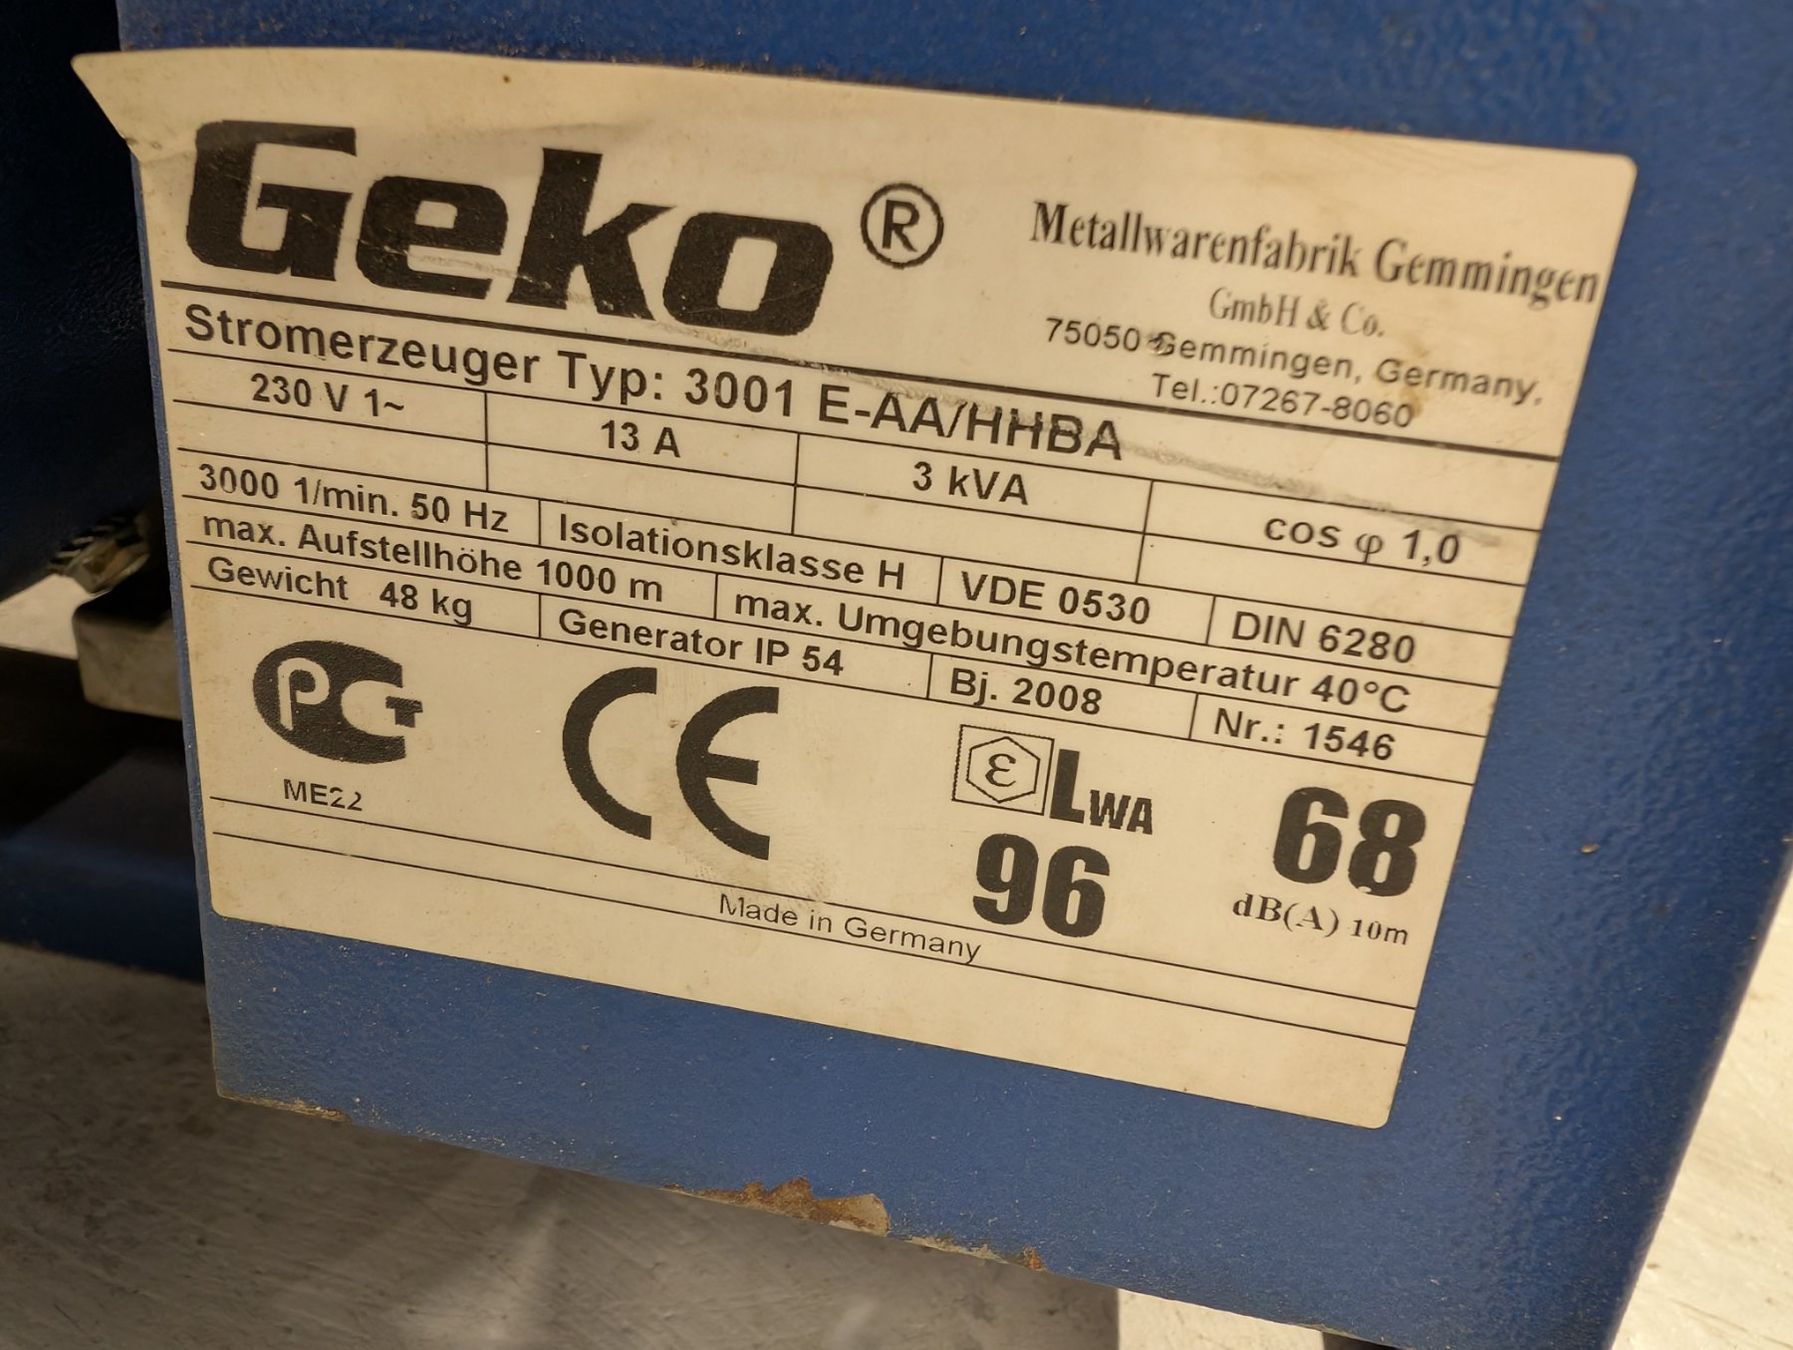 Geko ®
Metallwarenfabrik Gemmingen
GmbH & Co.
75050 Gemmingen, Germany,
Tel.:07267-8060
Stromerzeuger Typ: 3001 E-AA/HHBA
230 V 1~ 13 A 3 kVA cos φ 1,0
3000 1/min. 50 Hz Isolationsklasse H VDE 0530 DIN 6280
max. Aufstellhöhe 1000 m max. Umgebungstemperatur 40°C
Gewicht 48 kg Generator IP 54 Bj. 2008 Nr.: 1546
PCT
ME22
CE
ε LWA
96
68
dB(A) 10m
Made in Germany